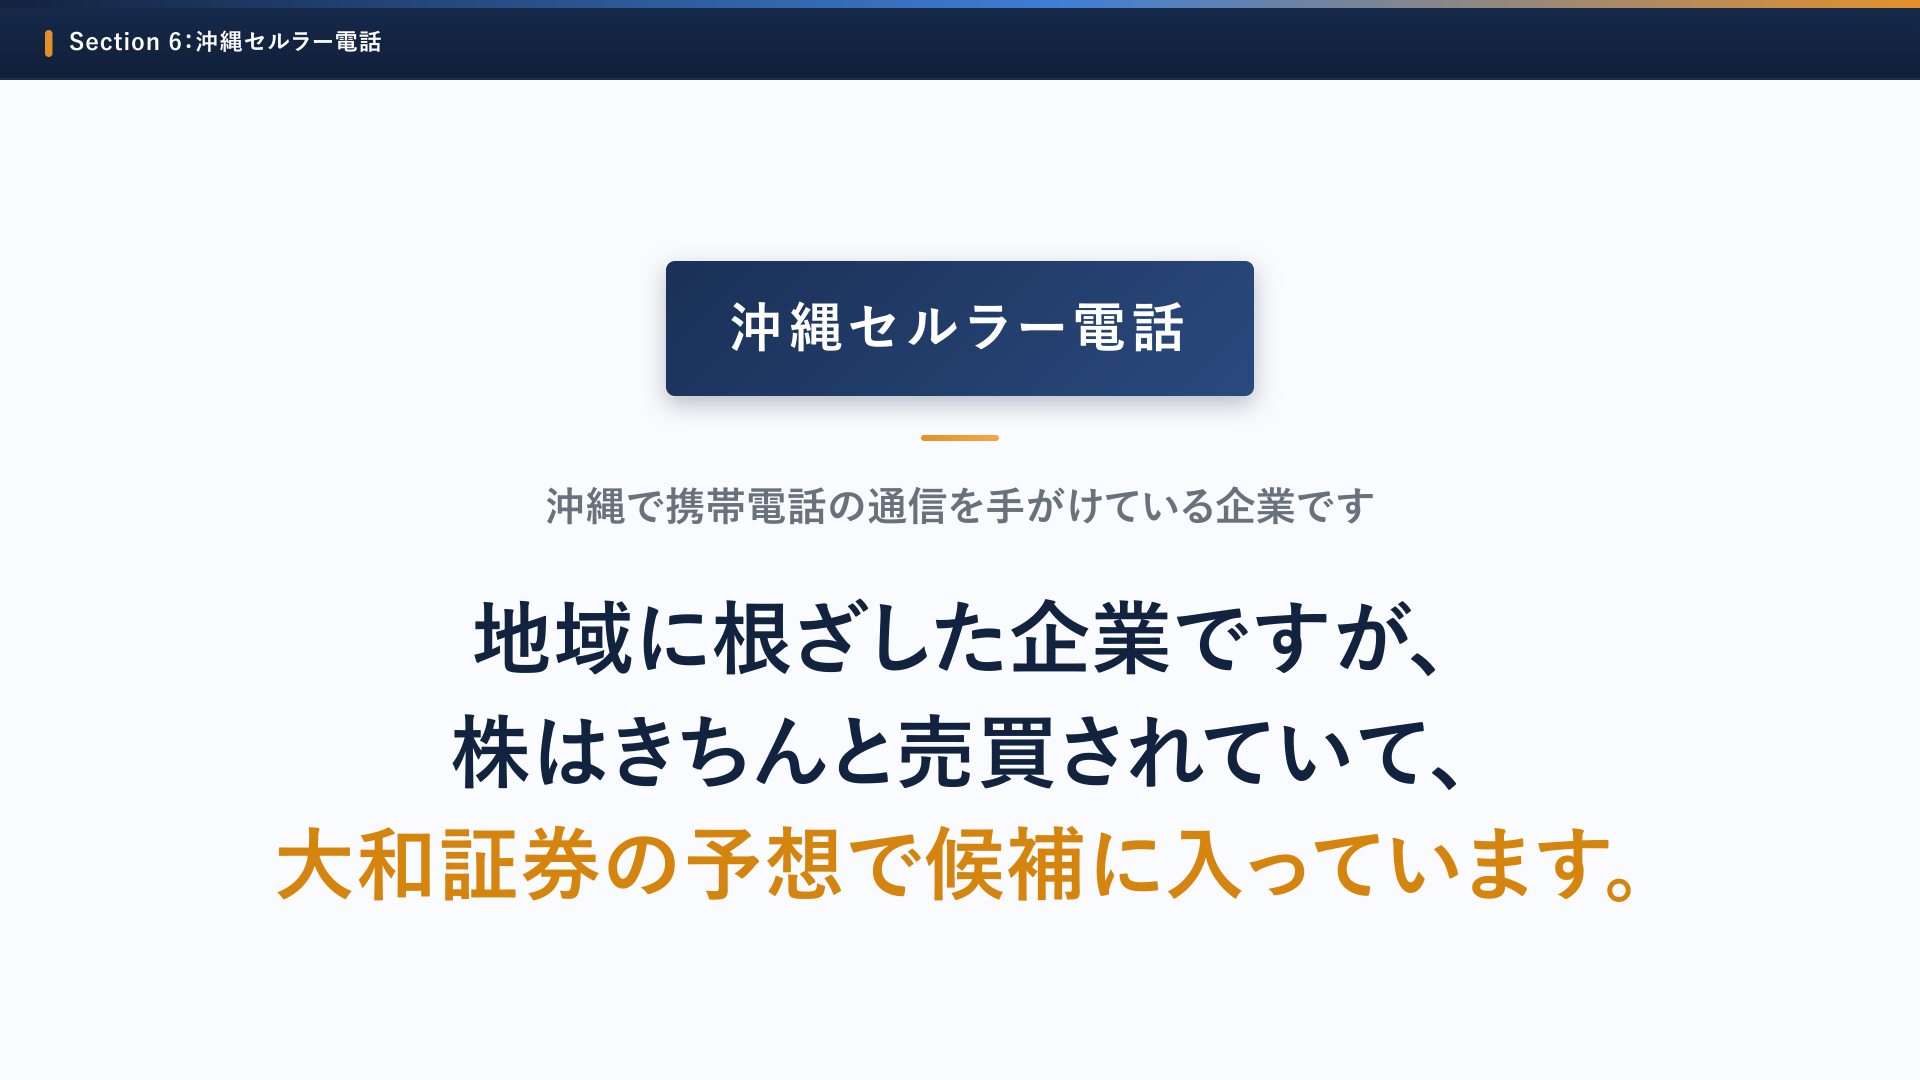 Section 6：沖縄セルラー電話
沖縄セルラー電話
沖縄で携帯電話の通信を手がけている企業です
地域に根ざした企業ですが、
株はきちんと売買されていて、
大和証券の予想で候補に入っています。